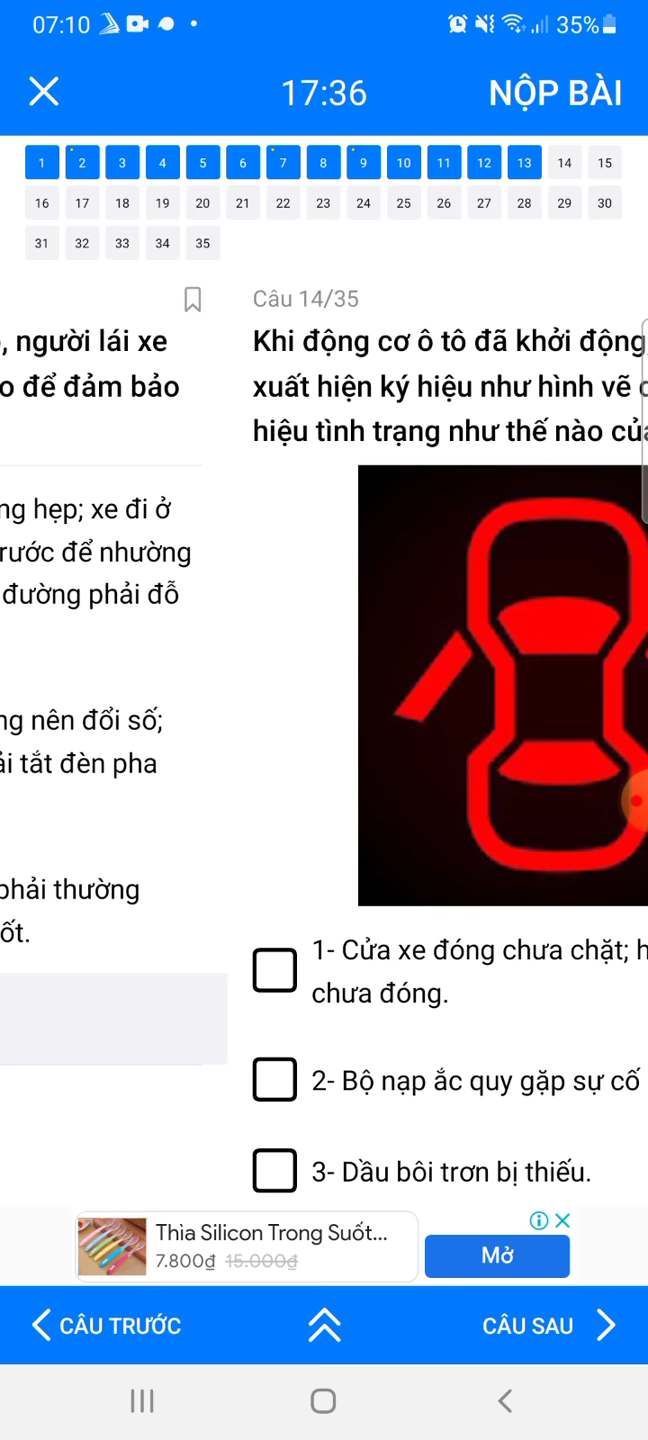 07:10
35%
17:36
NỘP BÀI
1 2 3 4 5 6 7 8 9 10 11 12 13 14 15
16 17 18 19 20 21 22 23 24 25 26 27 28 29 30
31 32 33 34 35
, người lái xe
o để đảm bảo
ng hẹp; xe đi ở
rước để nhường
đường phải đỗ
ng nên đổi số;
ải tắt đèn pha
phải thường
ốt.
Câu 14/35
Khi động cơ ô tô đã khởi động,
xuất hiện ký hiệu như hình vẽ
hiệu tình trạng như thế nào củ
1- Cửa xe đóng chưa chặt; h
chưa đóng.
2- Bộ nạp ắc quy gặp sự cố
3- Dầu bôi trơn bị thiếu.
Thìa Silicon Trong Suốt...
7.800₫ 15.000₫
Mở
CÂU TRƯỚC
CÂU SAU